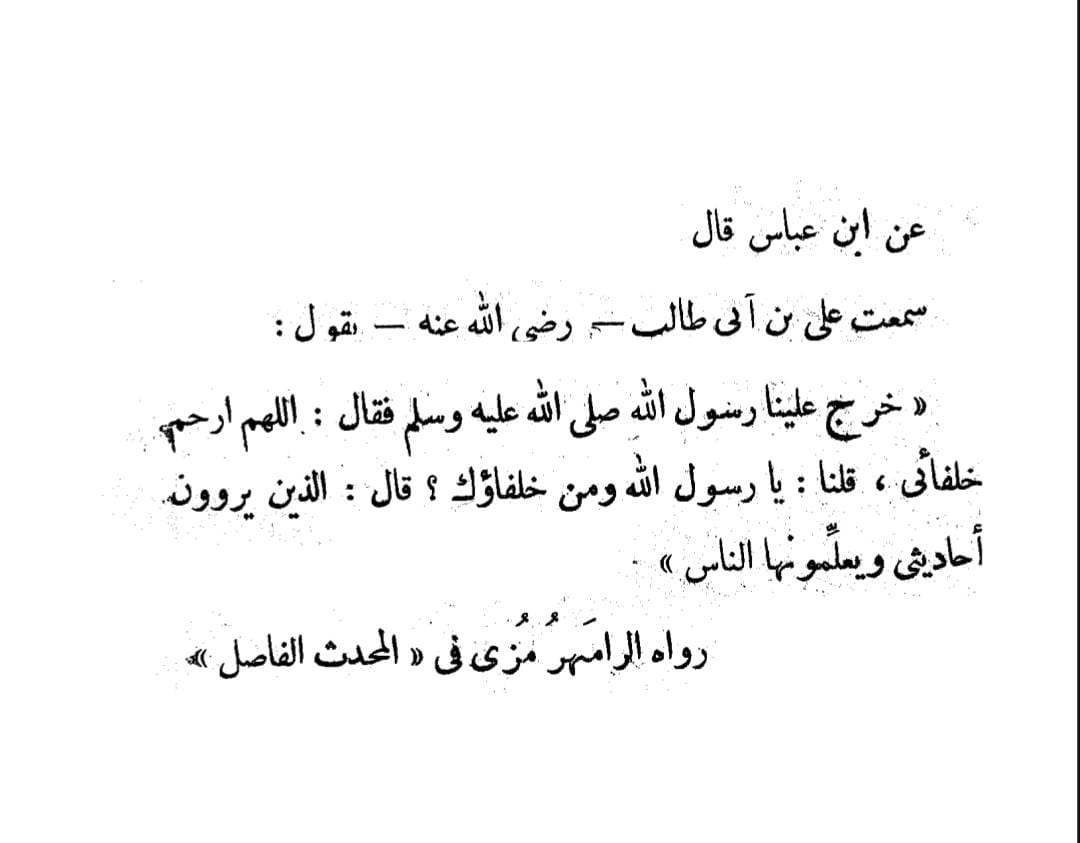 عن ابن عباس قال
سمعت على بن أبى طالب — رضى الله عنه — يقول :
« خرج علينا رسول الله صلى الله عليه وسلم فقال : اللهم ارحم
خلفائى ، قلنا : يا رسول الله ومن خلفاؤك ؟ قال : الذين يروون
أحاديثى ويعلِّمونها الناس »
رواه الرامَهرُمُزى فى « المحدث الفاصل »